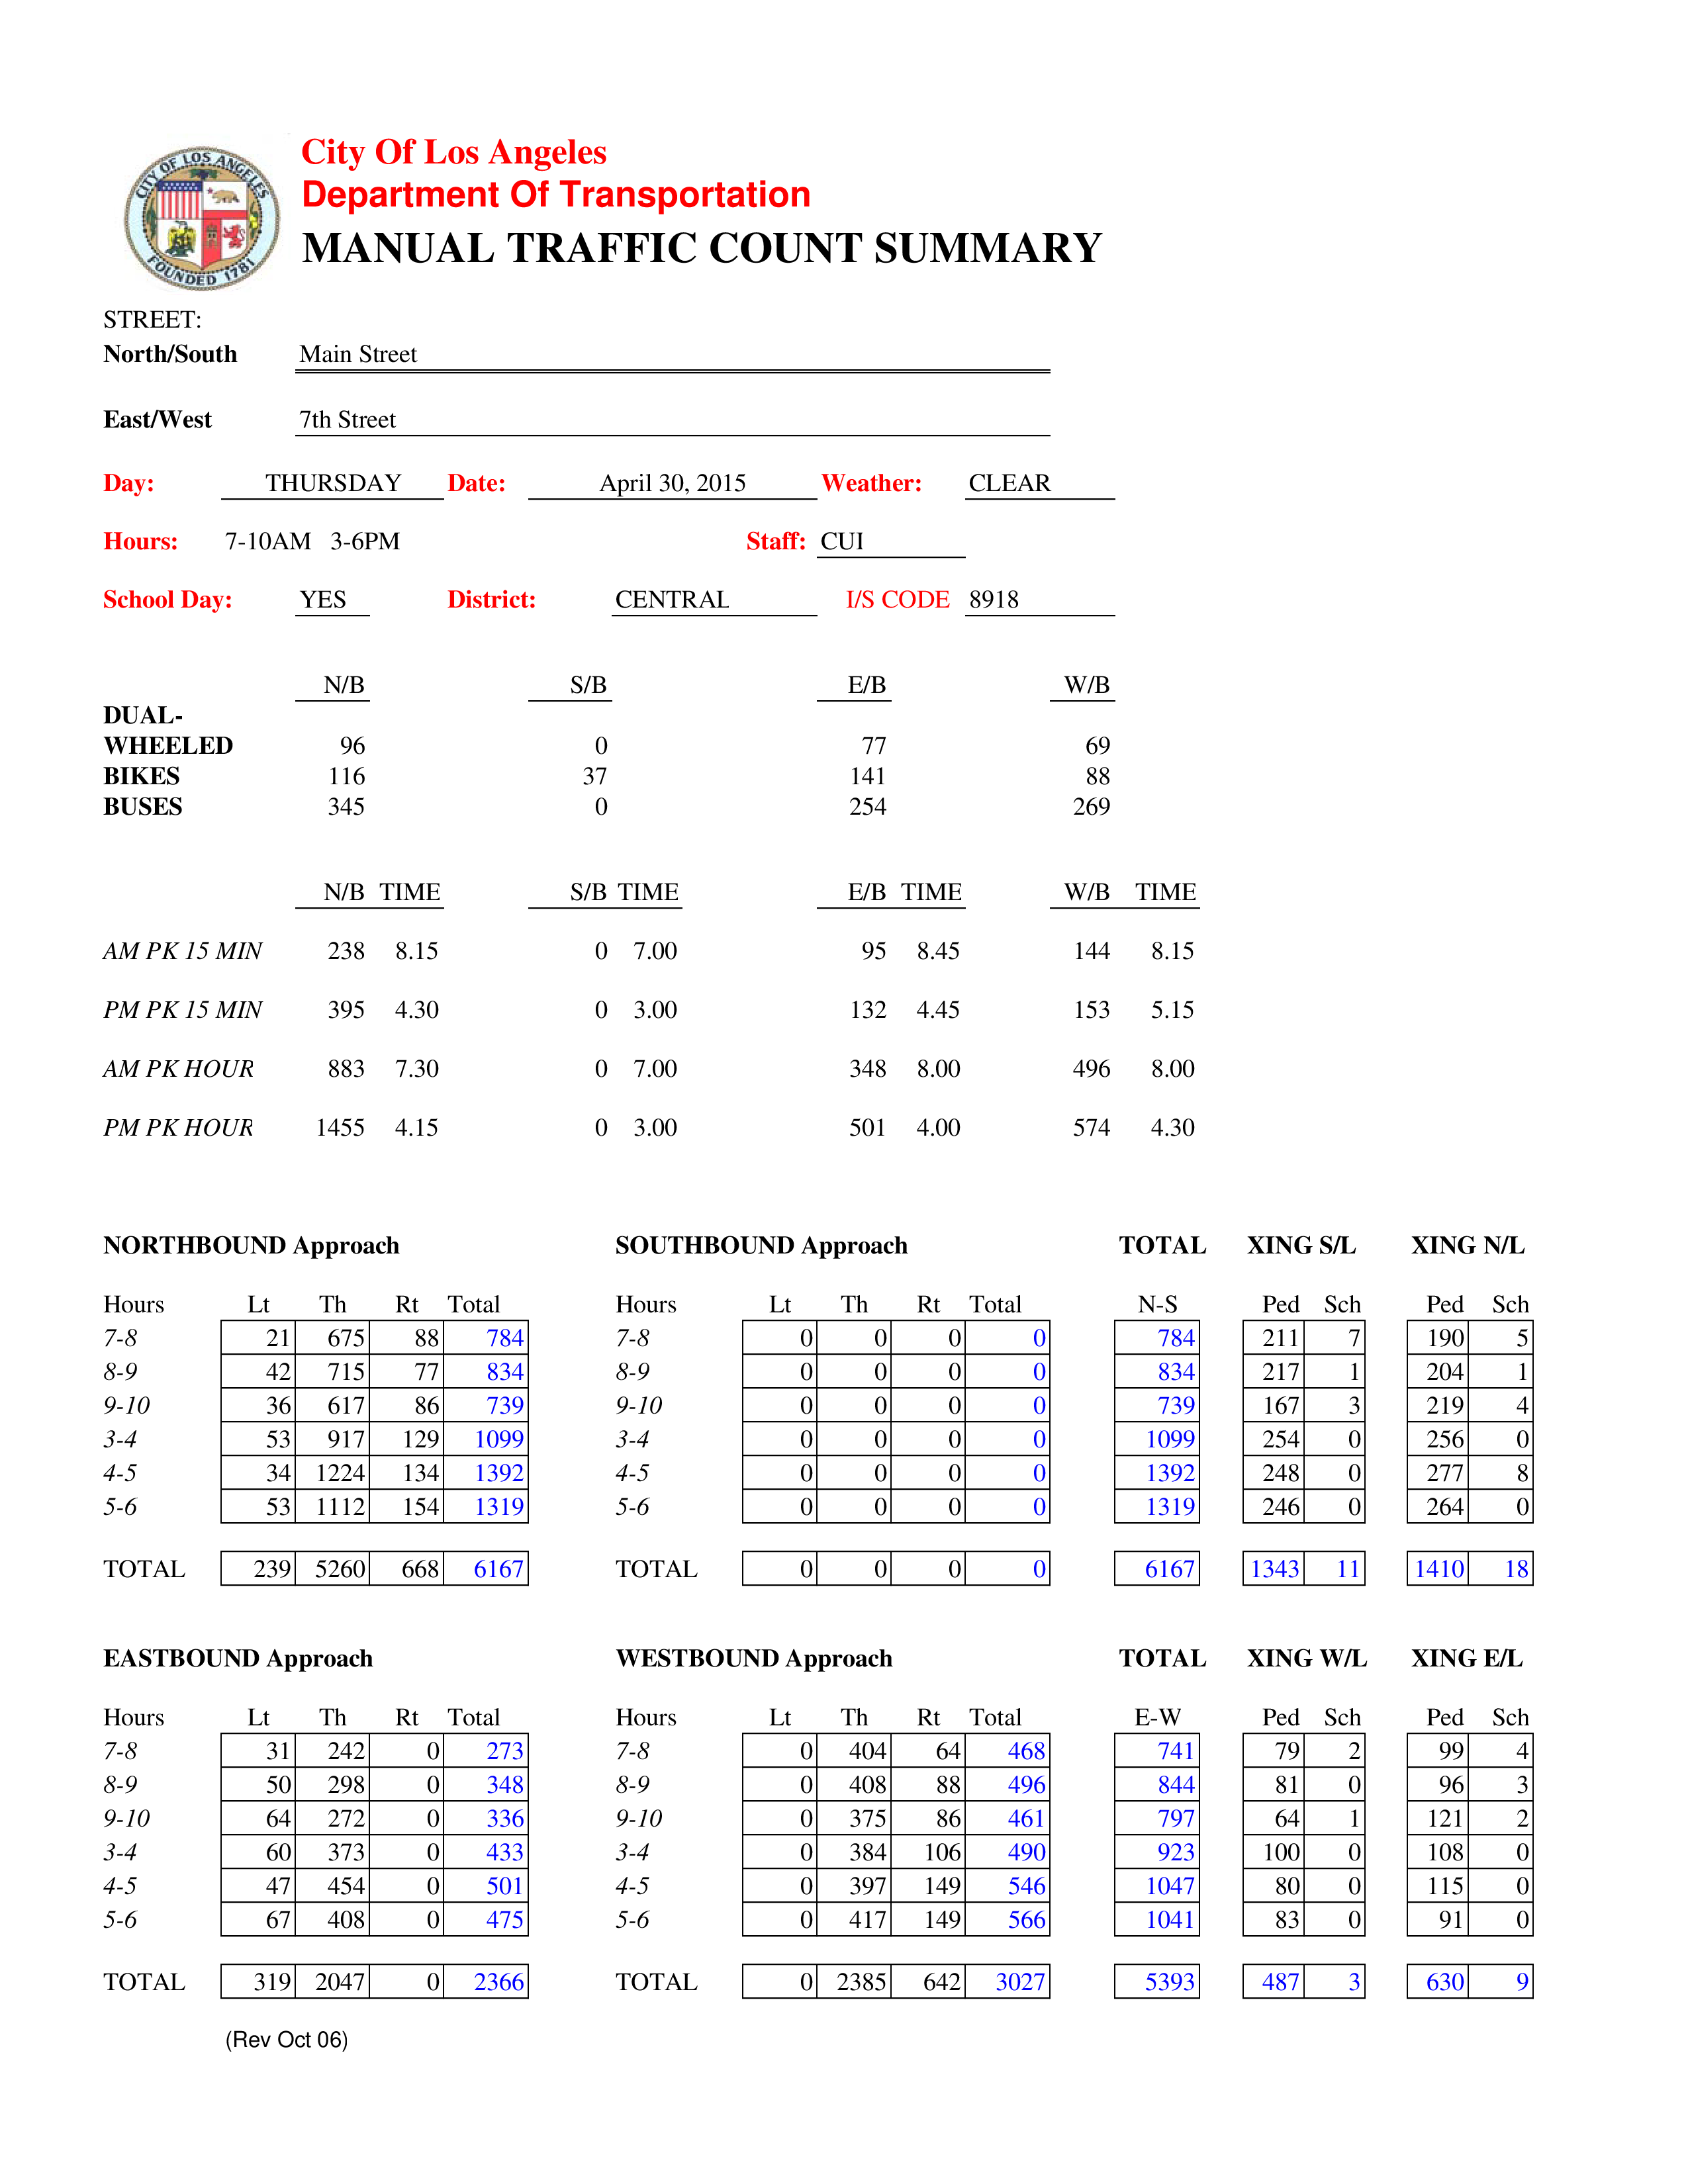 CITY OF LOS ANGELES
FOUNDED 1781
City Of Los Angeles
Department Of Transportation
MANUAL TRAFFIC COUNT SUMMARY
STREET:
North/South Main Street
East/West 7th Street
Day: THURSDAY Date: April 30, 2015 Weather: CLEAR
Hours: 7-10AM 3-6PM Staff: CUI
School Day: YES District: CENTRAL I/S CODE 8918
N/B S/B E/B W/B
DUAL-
WHEELED 96 0 77 69
BIKES 116 37 141 88
BUSES 345 0 254 269
N/B TIME S/B TIME E/B TIME W/B TIME
AM PK 15 MIN 238 8.15 0 7.00 95 8.45 144 8.15
PM PK 15 MIN 395 4.30 0 3.00 132 4.45 153 5.15
AM PK HOUR 883 7.30 0 7.00 348 8.00 496 8.00
PM PK HOUR 1455 4.15 0 3.00 501 4.00 574 4.30
NORTHBOUND Approach SOUTHBOUND Approach TOTAL XING S/L XING N/L
Hours Lt Th Rt Total Hours Lt Th Rt Total N-S Ped Sch Ped Sch
7-8 21 675 88 784 7-8 0 0 0 0 784 211 7 190 5
8-9 42 715 77 834 8-9 0 0 0 0 834 217 1 204 1
9-10 36 617 86 739 9-10 0 0 0 0 739 167 3 219 4
3-4 53 917 129 1099 3-4 0 0 0 0 1099 254 0 256 0
4-5 34 1224 134 1392 4-5 0 0 0 0 1392 248 0 277 8
5-6 53 1112 154 1319 5-6 0 0 0 0 1319 246 0 264 0
TOTAL 239 5260 668 6167 TOTAL 0 0 0 0 6167 1343 11 1410 18
EASTBOUND Approach WESTBOUND Approach TOTAL XING W/L XING E/L
Hours Lt Th Rt Total Hours Lt Th Rt Total E-W Ped Sch Ped Sch
7-8 31 242 0 273 7-8 0 404 64 468 741 79 2 99 4
8-9 50 298 0 348 8-9 0 408 88 496 844 81 0 96 3
9-10 64 272 0 336 9-10 0 375 86 461 797 64 1 121 2
3-4 60 373 0 433 3-4 0 384 106 490 923 100 0 108 0
4-5 47 454 0 501 4-5 0 397 149 546 1047 80 0 115 0
5-6 67 408 0 475 5-6 0 417 149 566 1041 83 0 91 0
TOTAL 319 2047 0 2366 TOTAL 0 2385 642 3027 5393 487 3 630 9
(Rev Oct 06)